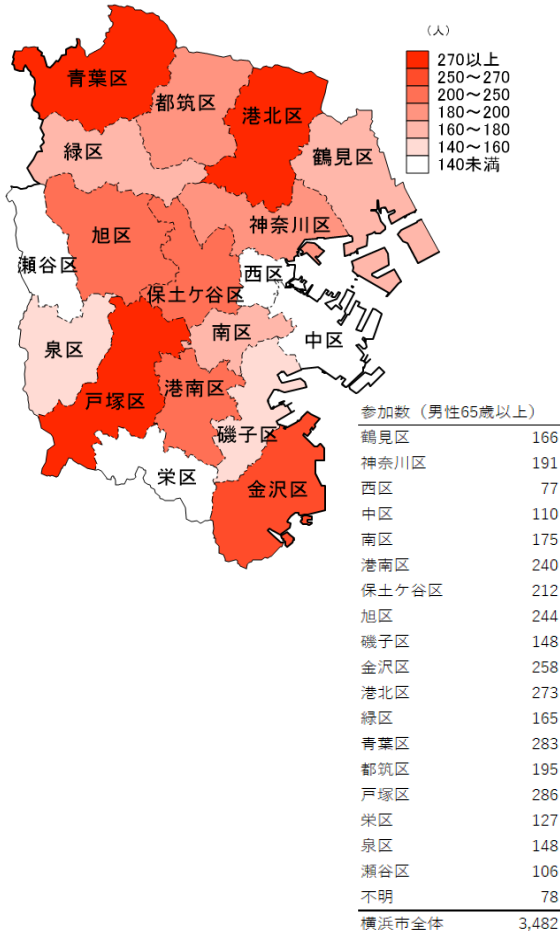 （人）
270以上
250～270
200～250
180～200
160～180
140～160
140未満
青葉区
都筑区
港北区
緑区
鶴見区
神奈川区
旭区
瀬谷区
西区
保土ケ谷区
南区
中区
泉区
戸塚区
港南区
磯子区
栄区
金沢区
参加数（男性65歳以上）
鶴見区 166
神奈川区 191
西区 77
中区 110
南区 175
港南区 240
保土ケ谷区 212
旭区 244
磯子区 148
金沢区 258
港北区 273
緑区 165
青葉区 283
都筑区 195
戸塚区 286
栄区 127
泉区 148
瀬谷区 106
不明 78
横浜市全体 3,482